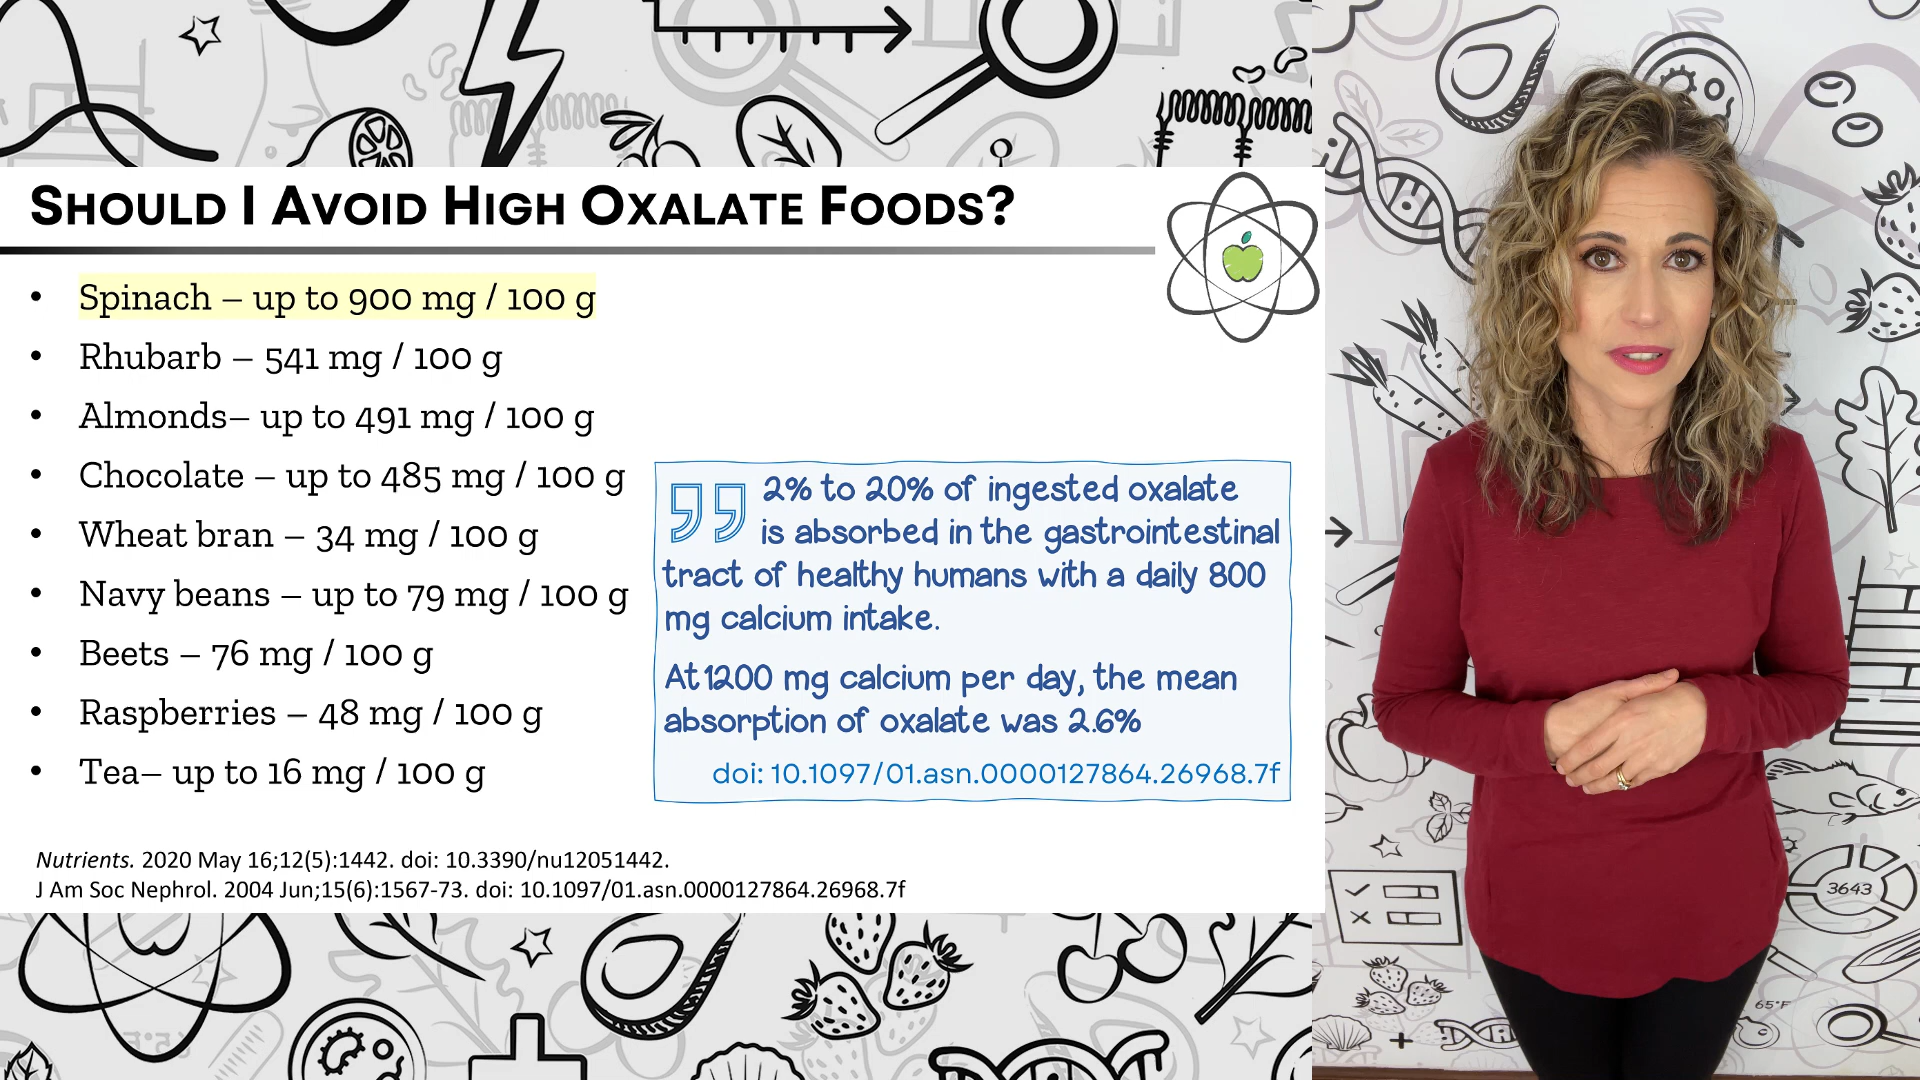 SHOULD I AVOID HIGH OXALATE FOODS?
• Spinach – up to 900 mg / 100 g
• Rhubarb – 541 mg / 100 g
• Almonds– up to 491 mg / 100 g
• Chocolate – up to 485 mg / 100 g
• Wheat bran – 34 mg / 100 g
• Navy beans – up to 79 mg / 100 g
• Beets – 76 mg / 100 g
• Raspberries – 48 mg / 100 g
• Tea– up to 16 mg / 100 g
” 2% to 20% of ingested oxalate
is absorbed in the gastrointestinal
tract of healthy humans with a daily 800
mg calcium intake.
At 1200 mg calcium per day, the mean
absorption of oxalate was 2.6%
doi: 10.1097/01.asn.0000127864.26968.7f
Nutrients. 2020 May 16;12(5):1442. doi: 10.3390/nu12051442.
J Am Soc Nephrol. 2004 Jun;15(6):1567-73. doi: 10.1097/01.asn.0000127864.26968.7f
3643
65°F